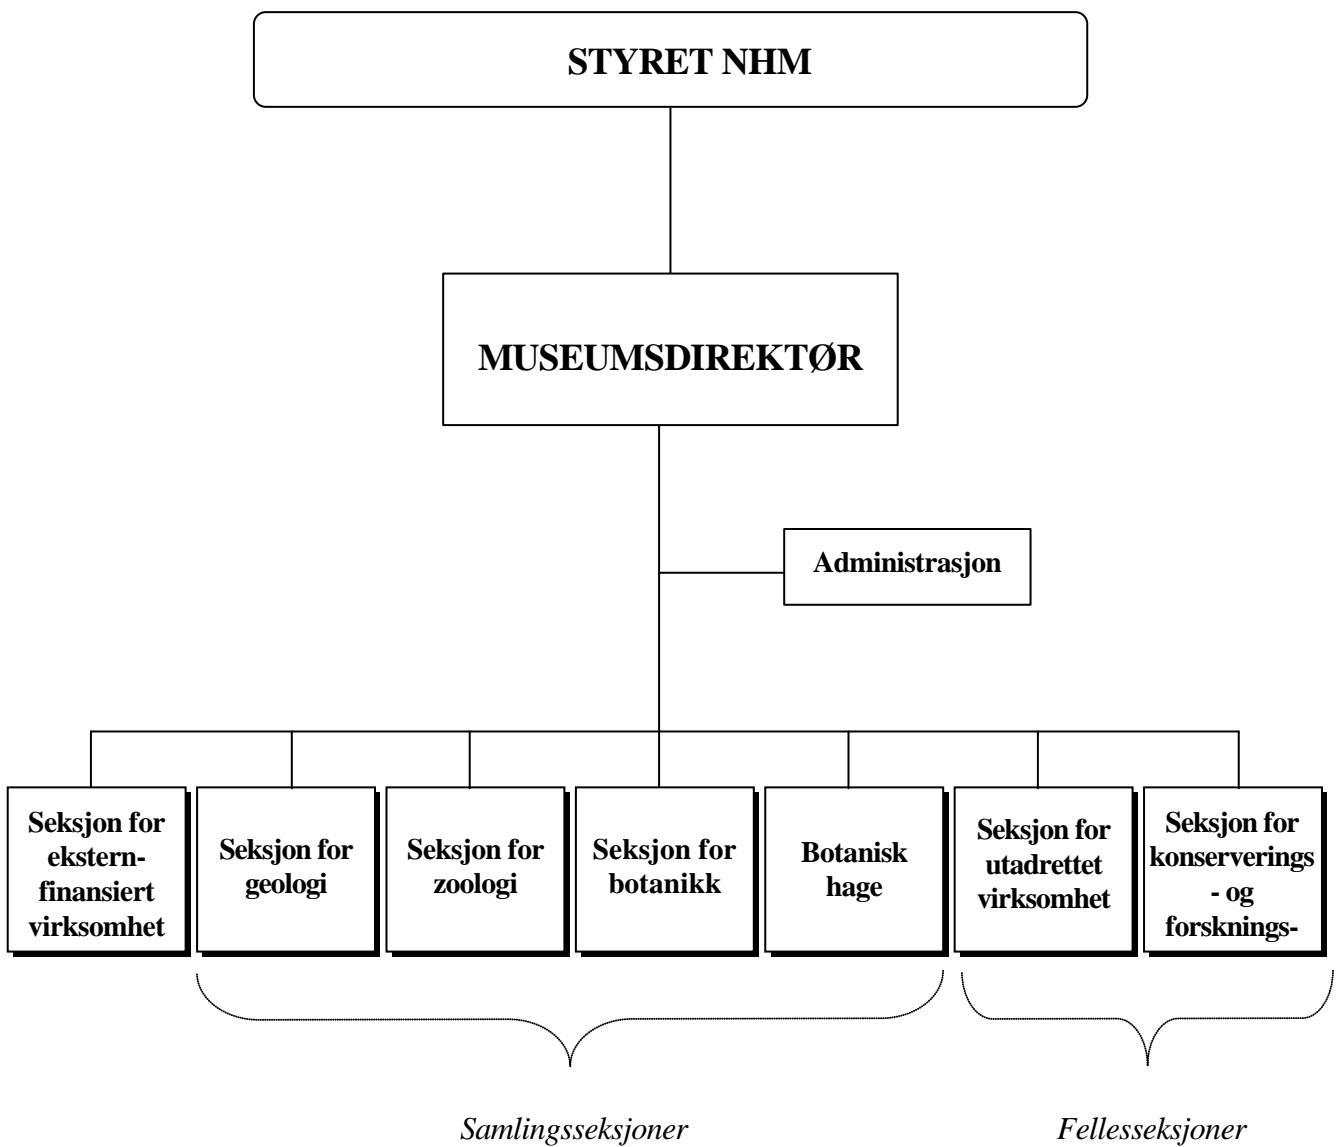 STYRET NHM
MUSEUMSDIREKTØR
Administrasjon
Seksjon for
ekstern-
finansiert
virksomhet
Seksjon for
geologi
Seksjon for
zoologi
Seksjon for
botanikk
Botanisk
hage
Seksjon for
utadrettet
virksomhet
Seksjon for
konserverings
- og
forsknings-
Samlingsseksjoner
Fellesseksjoner